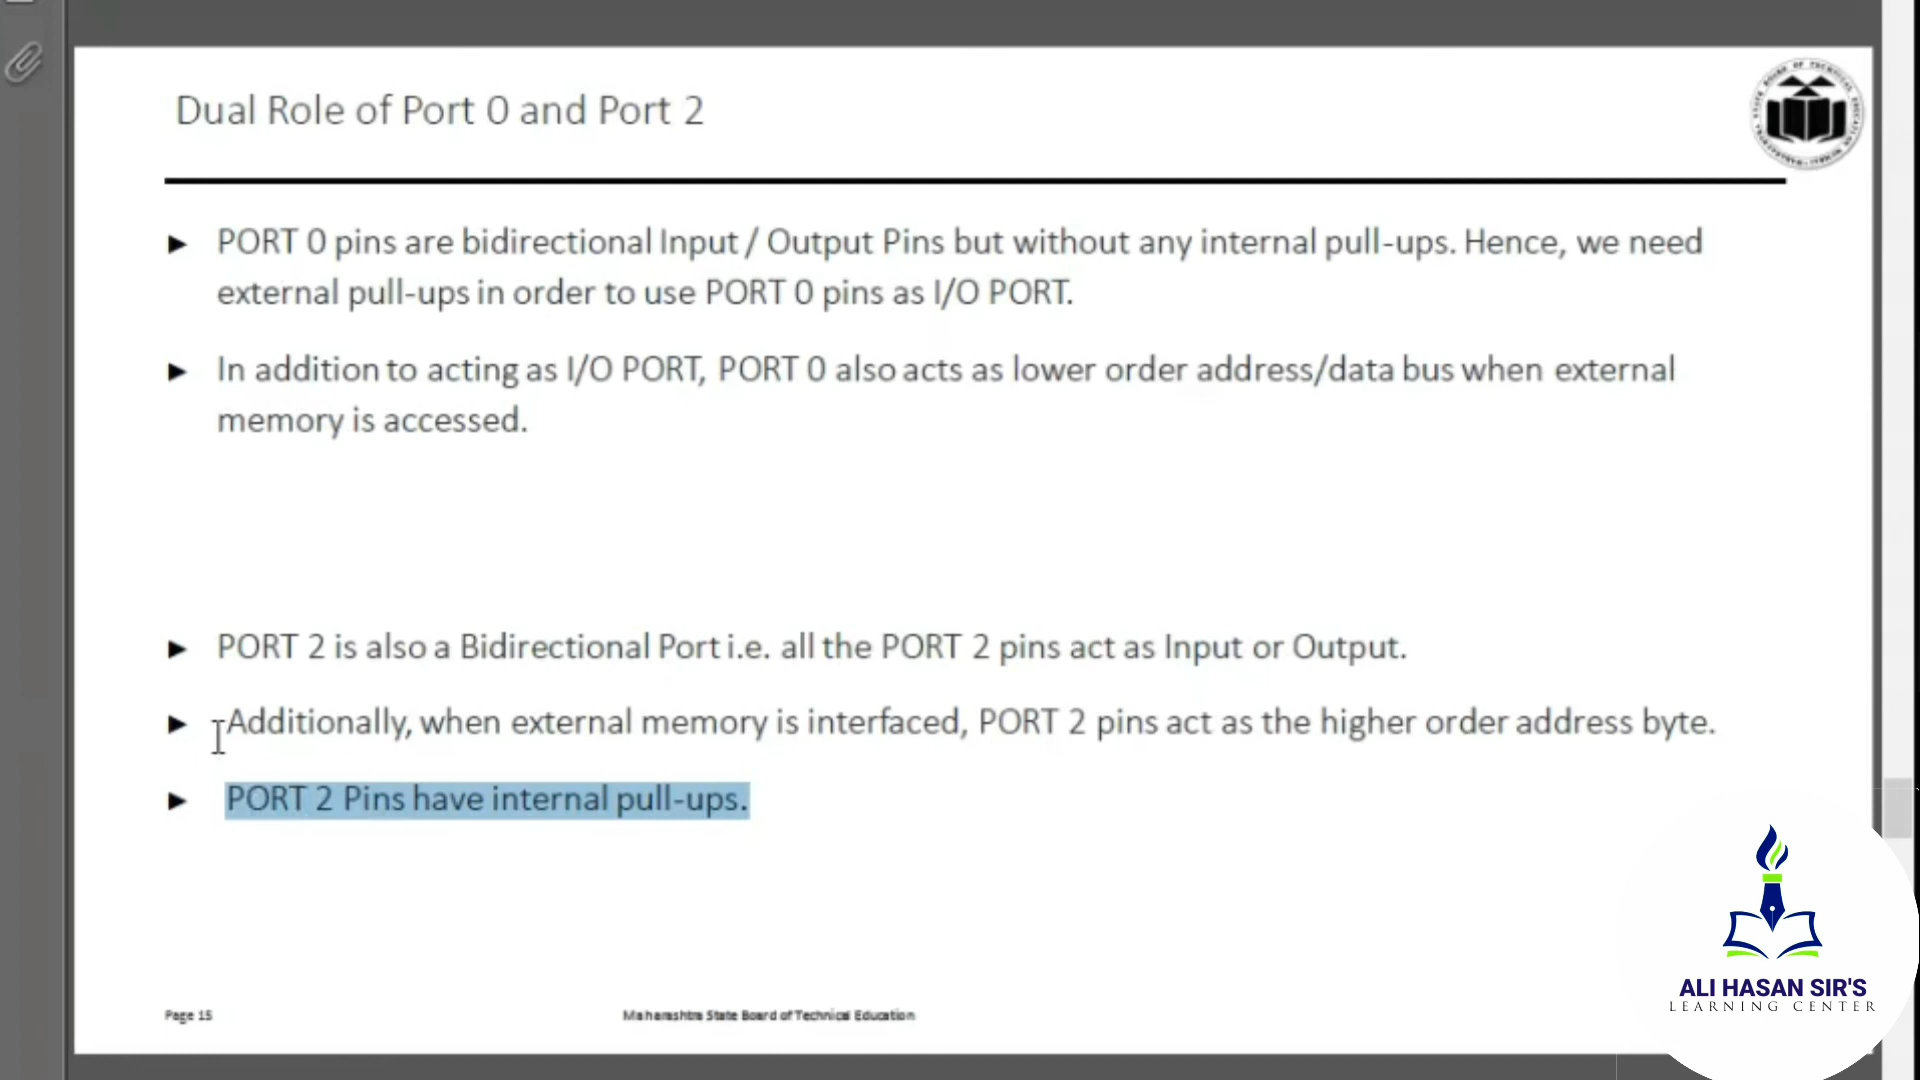 Dual Role of Port 0 and Port 2
► PORT 0 pins are bidirectional Input / Output Pins but without any internal pull-ups. Hence, we need
external pull-ups in order to use PORT 0 pins as I/O PORT.
► In addition to acting as I/O PORT, PORT 0 also acts as lower order address/data bus when external
memory is accessed.
► PORT 2 is also a Bidirectional Port i.e. all the PORT 2 pins act as Input or Output.
► Additionally, when external memory is interfaced, PORT 2 pins act as the higher order address byte.
► PORT 2 Pins have internal pull-ups.
Page 15
Maharashtra State Board of Technical Education
ALI HASAN SIR'S
LEARNING CENTER